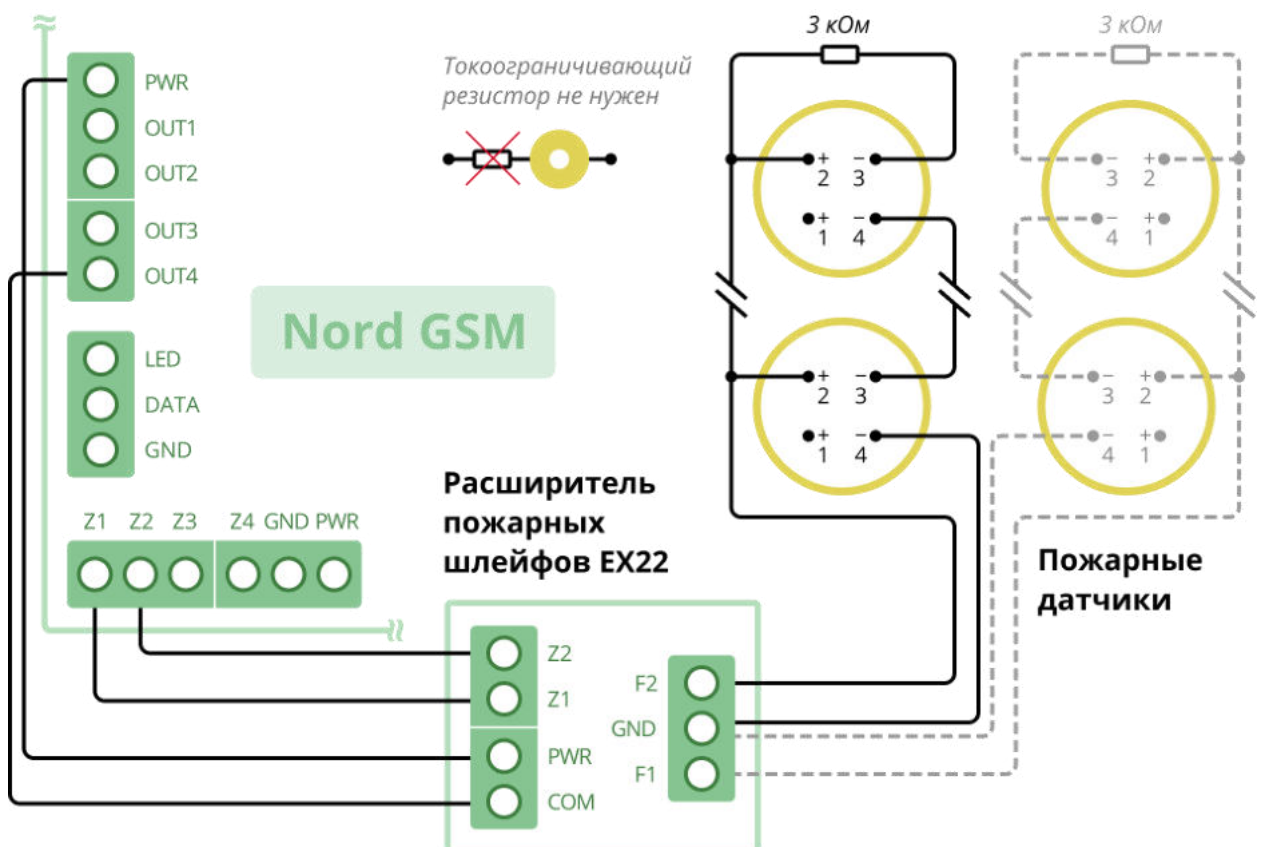 3 кОм
3 кОм
Токоограничивающий
резистор не нужен
PWR
OUT1
OUT2
OUT3
OUT4
Nord GSM
LED
DATA
GND
Z1 Z2 Z3 Z4 GND PWR
+ −
2 3
+ −
1 4
+ −
2 3
+ −
1 4
− +
3 2
− +
4 1
− +
3 2
− +
4 1
Расширитель
пожарных
шлейфов EX22
Пожарные
датчики
Z2
Z1
PWR
COM
F2
GND
F1